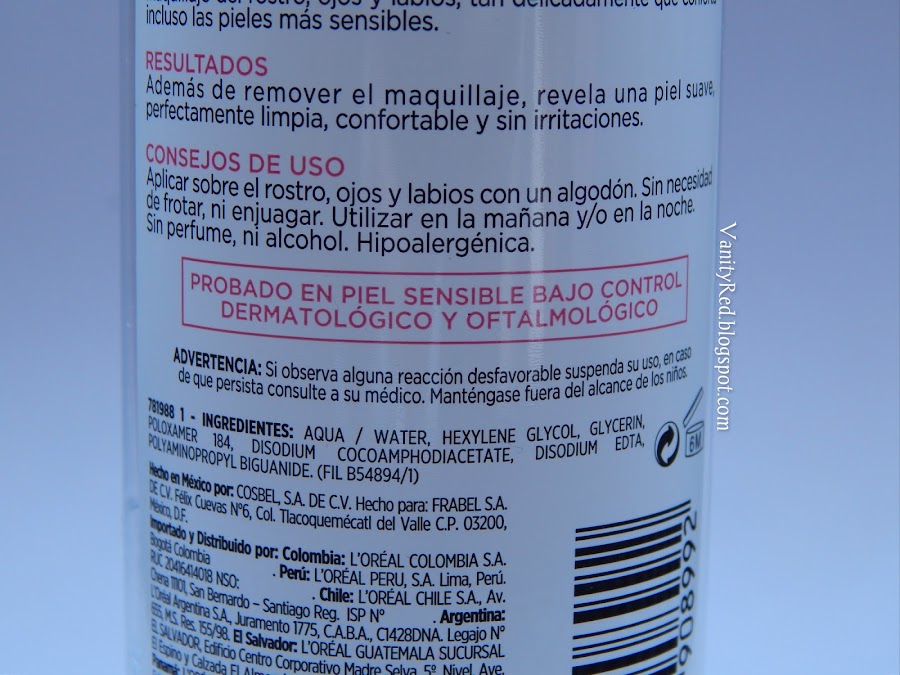 incluso las pieles más sensibles.
RESULTADOS
Además de remover el maquillaje, revela una piel suave,
perfectamente limpia, confortable y sin irritaciones.
CONSEJOS DE USO
Aplicar sobre el rostro, ojos y labios con un algodón. Sin necesidad
de frotar, ni enjuagar. Utilizar en la mañana y/o en la noche.
Sin perfume, ni alcohol. Hipoalergénica.
PROBADO EN PIEL SENSIBLE BAJO CONTROL
DERMATOLÓGICO Y OFTALMOLÓGICO
ADVERTENCIA: Si observa alguna reacción desfavorable suspenda su uso, en caso
de que persista consulte a su médico. Manténgase fuera del alcance de los niños.
781988 1 - INGREDIENTES: AQUA / WATER, HEXYLENE GLYCOL, GLYCERIN,
POLOXAMER 184, DISODIUM COCOAMPHODIACETATE, DISODIUM EDTA,
POLYAMINOPROPYL BIGUANIDE. (FIL B54894/1)
6M
Hecho en México por: COSBEL, S.A. DE C.V. Hecho para: FRABEL S.A.
DE C.V. Félix Cuevas N°6, Col. Tlacoquemécatl del Valle C.P. 03200,
México, D.F.
Importado y Distribuido por: Colombia: L'ORÉAL COLOMBIA S.A.
Bogotá Colombia . Perú: L'ORÉAL PERU, S.A. Lima, Perú.
RUC 20416414018 NSO: . Chile: L'ORÉAL CHILE S.A., Av.
Chena 11101, San Bernardo – Santiago Reg. ISP N° . Argentina:
L'Oréal Argentina S.A., Juramento 1775, C.A.B.A., C1428DNA. Legajo N°
655, M.S. Res. 155/98. El Salvador: L'ORÉAL GUATEMALA SUCURSAL
EL SALVADOR, Edificio Centro Corporativo Madre Selva, 5° Nivel Ave.
El Espino y Calzada El
VanityRed.blogspot.com